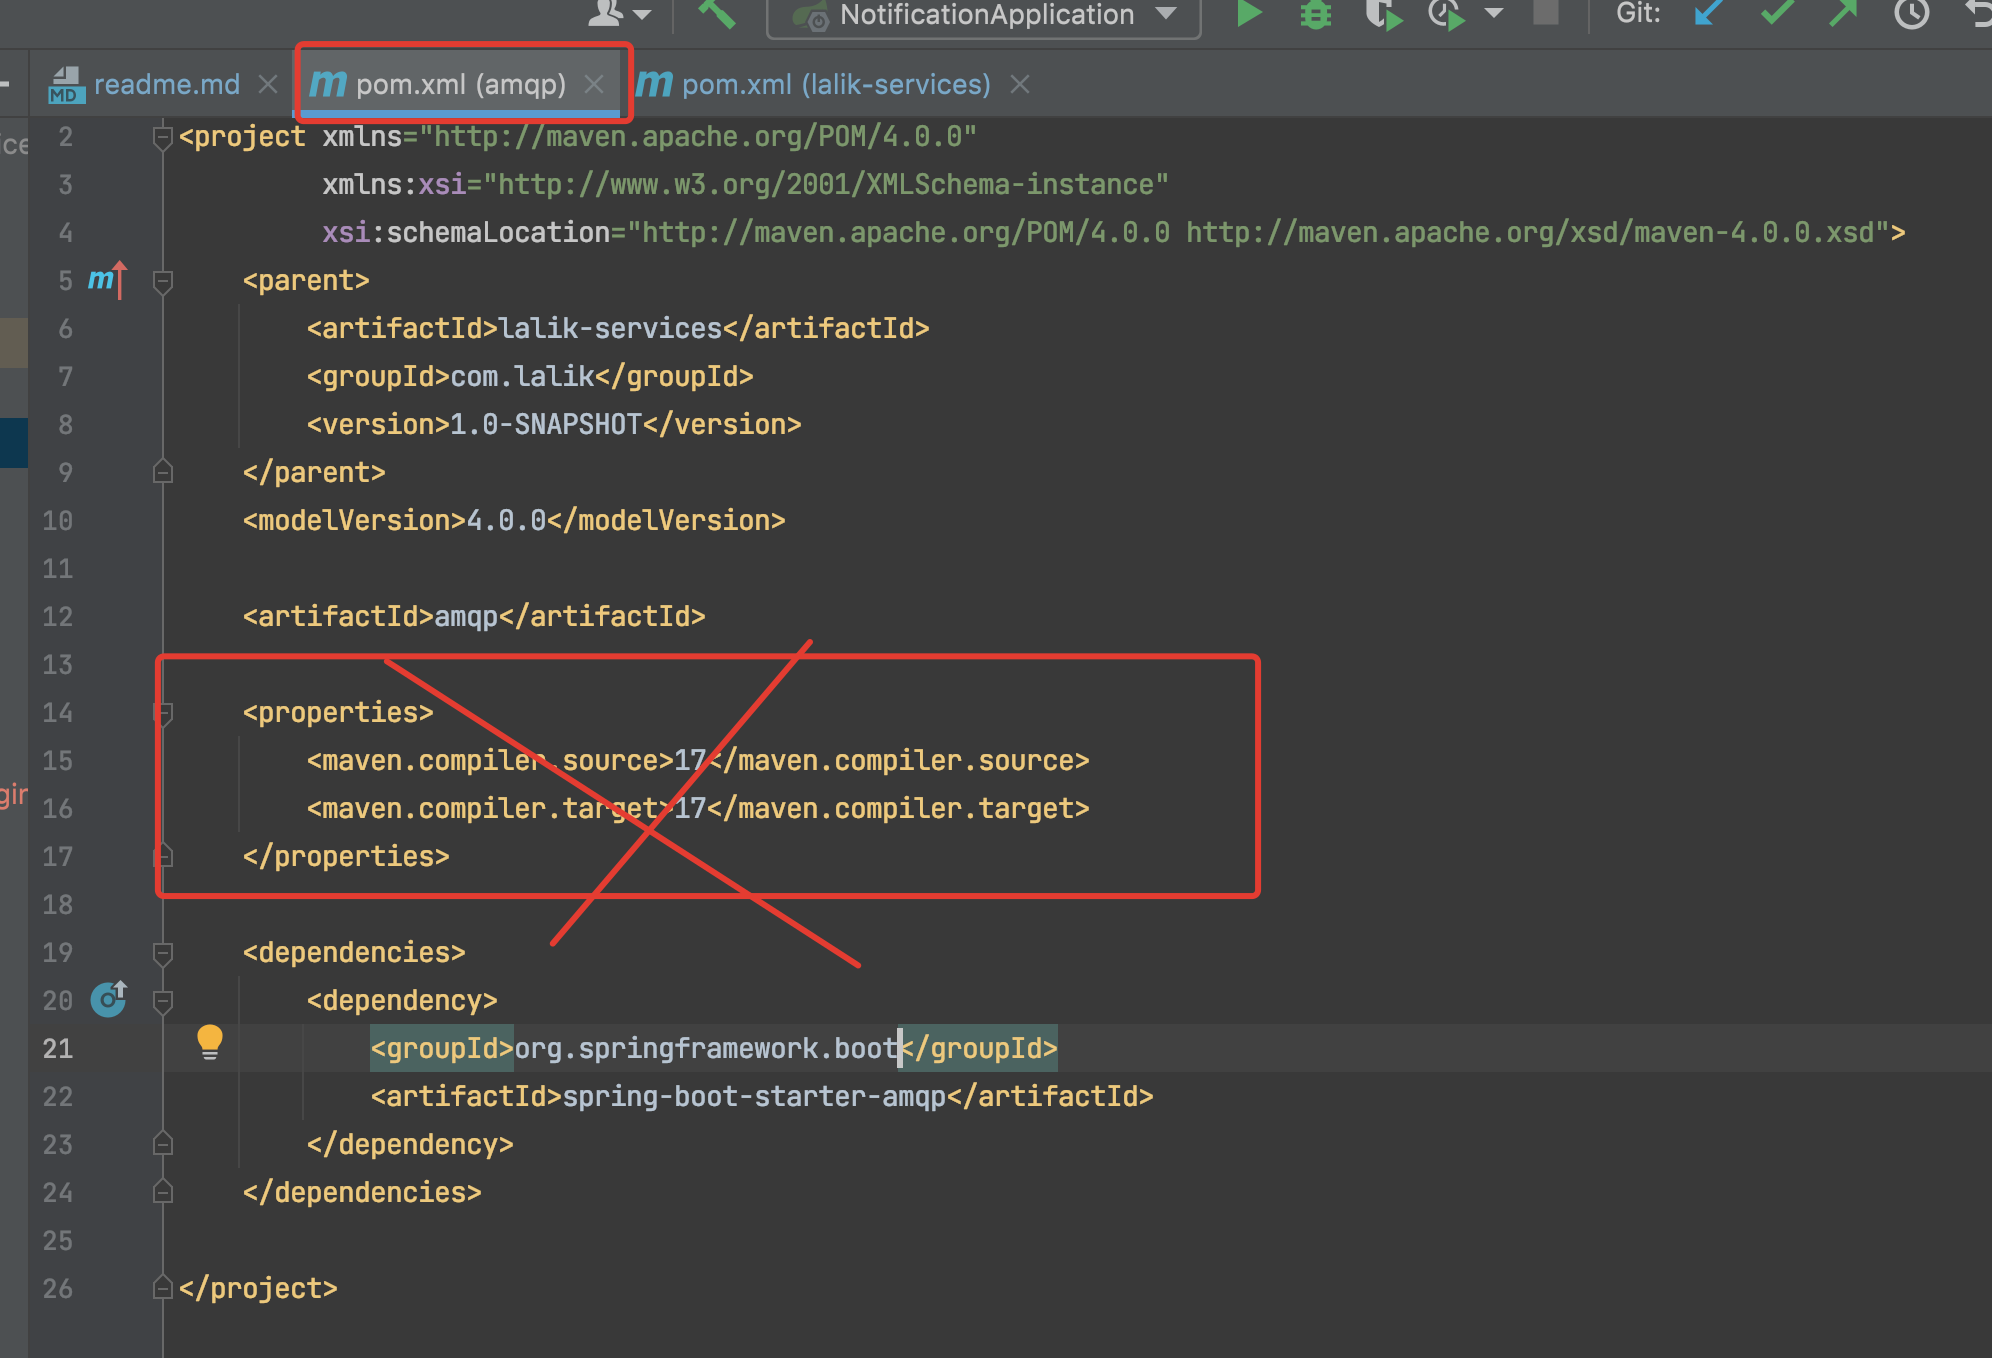 NotificationApplication Git:
MD readme.md m pom.xml (amqp) m pom.xml (lalik-services)
2 <project xmlns="http://maven.apache.org/POM/4.0.0"
3 xmlns:xsi="http://www.w3.org/2001/XMLSchema-instance"
4 xsi:schemaLocation="http://maven.apache.org/POM/4.0.0 http://maven.apache.org/xsd/maven-4.0.0.xsd">
5 m <parent>
6 <artifactId>lalik-services</artifactId>
7 <groupId>com.lalik</groupId>
8 <version>1.0-SNAPSHOT</version>
9 </parent>
10 <modelVersion>4.0.0</modelVersion>
11
12 <artifactId>amqp</artifactId>
13
14 <properties>
15 <maven.compiler.source>17</maven.compiler.source>
16 <maven.compiler.target>17</maven.compiler.target>
17 </properties>
18
19 <dependencies>
20 <dependency>
21 <groupId>org.springframework.boot</groupId>
22 <artifactId>spring-boot-starter-amqp</artifactId>
23 </dependency>
24 </dependencies>
25
26 </project>